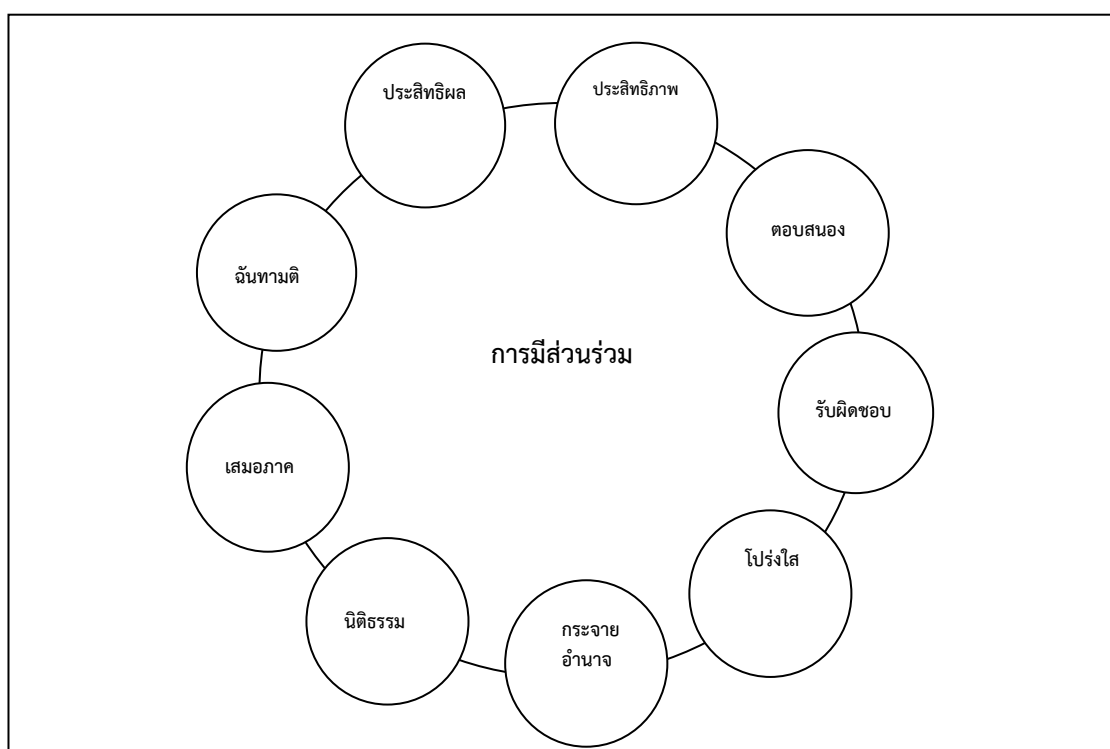 ประสิทธิผล
ประสิทธิภาพ
ตอบสนอง
ฉันทามติ
การมีส่วนร่วม
รับผิดชอบ
เสมอภาค
โปร่งใส
นิติธรรม
กระจาย
อำนาจ